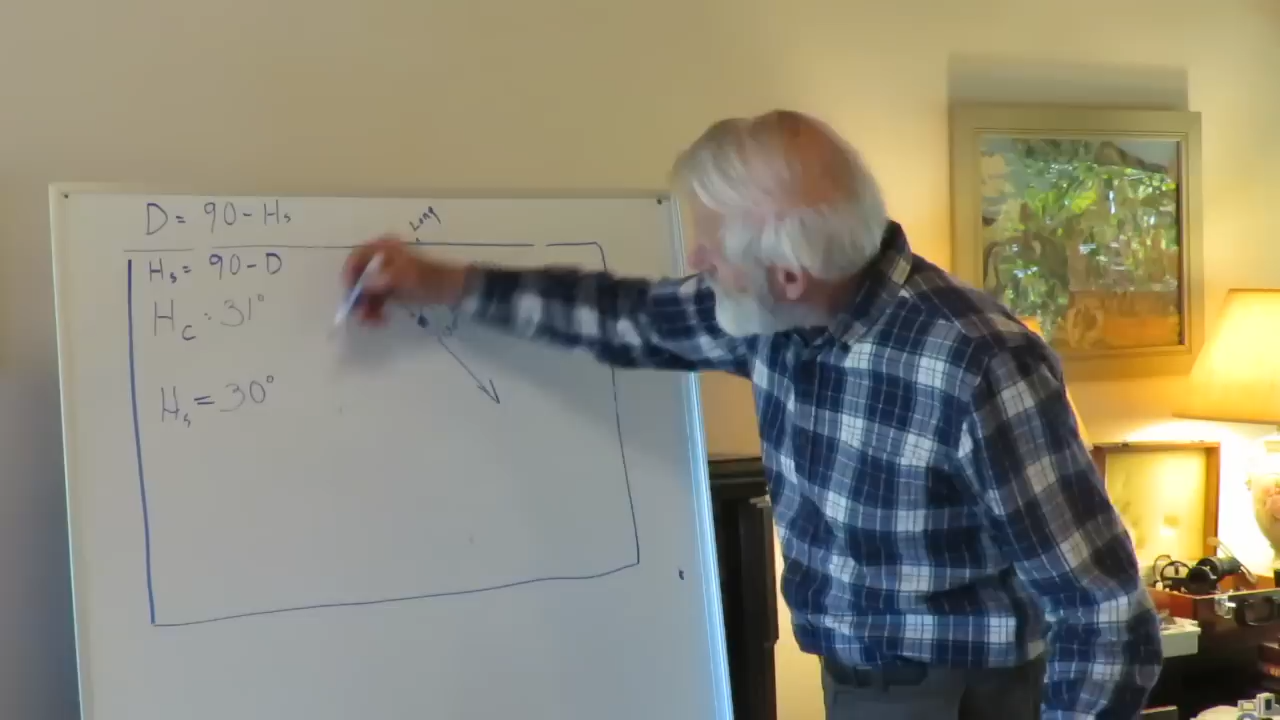 D = 90 - Hs
Long
Hs = 90 - D
Hc · 31°
Hs = 30°